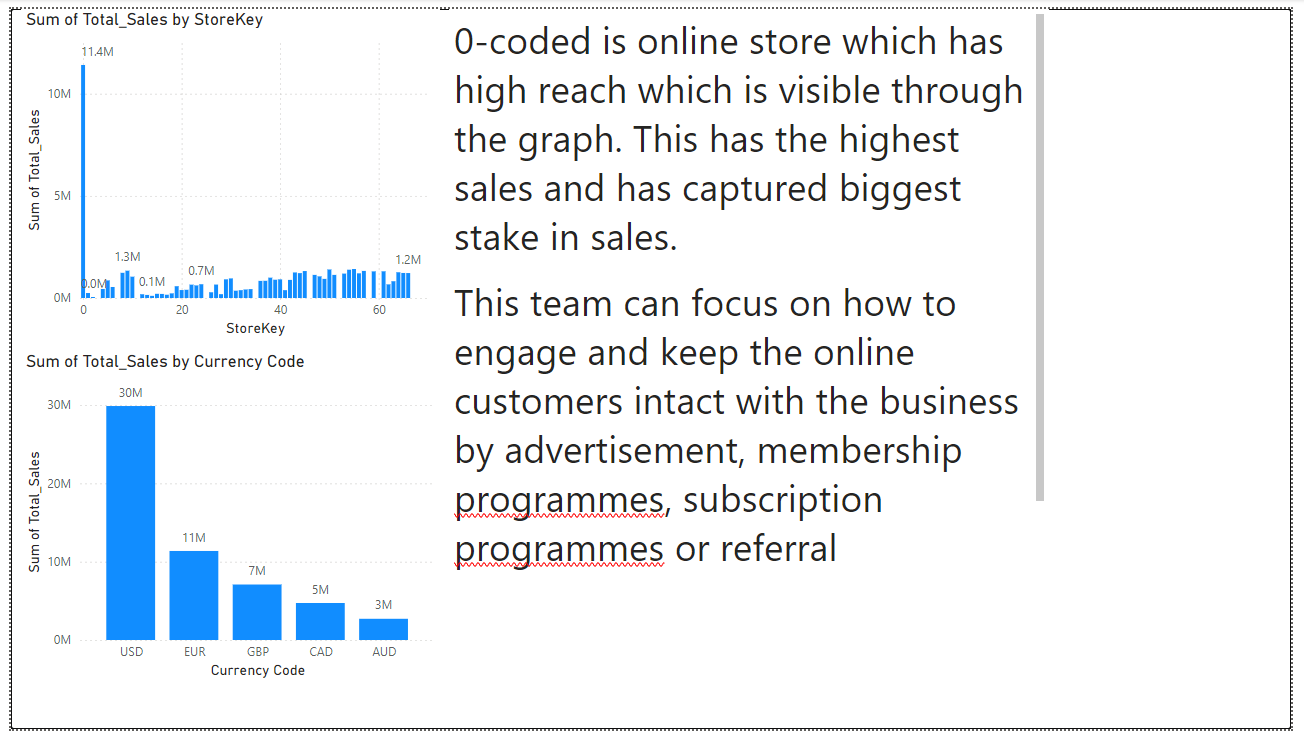 Sum of Total_Sales by StoreKey
11.4M
10M
5M
0M
Sum of Total_Sales
0.0M
1.3M
0.1M
0.7M
1.2M
0
20
40
60
StoreKey
Sum of Total_Sales by Currency Code
30M
20M
10M
0M
Sum of Total_Sales
30M
11M
7M
5M
3M
USD
EUR
GBP
CAD
AUD
Currency Code
0-coded is online store which has
high reach which is visible through
the graph. This has the highest
sales and has captured biggest
stake in sales.
This team can focus on how to
engage and keep the online
customers intact with the business
by advertisement, membership
programmes, subscription
programmes or referral